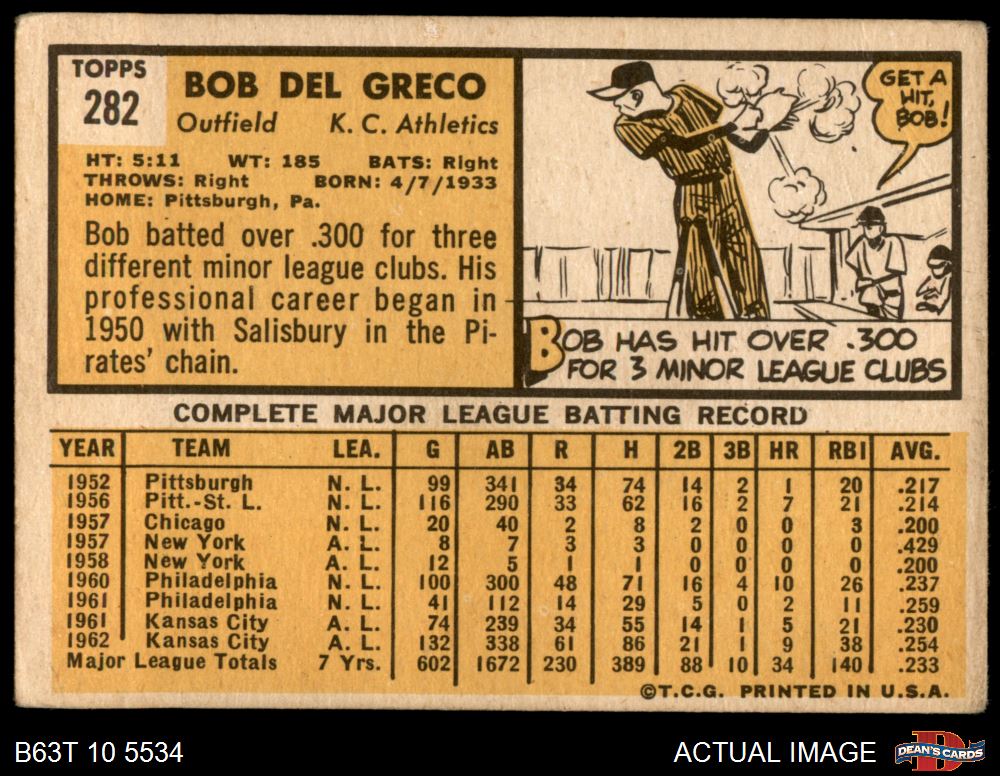 TOPPS
282
BOB DEL GRECO
Outfield K. C. Athletics
HT: 5:11 WT: 185 BATS: Right
THROWS: Right BORN: 4/7/1933
HOME: Pittsburgh, Pa.
Bob batted over .300 for three
different minor league clubs. His
professional career began in
1950 with Salisbury in the Pi-
rates' chain.
GET A
HIT,
BOB!
BOB HAS HIT OVER .300
FOR 3 MINOR LEAGUE CLUBS
COMPLETE MAJOR LEAGUE BATTING RECORD
YEAR TEAM LEA. G AB R H 2B 3B HR RBI AVG.
1952 Pittsburgh N. L. 99 341 34 74 14 2 1 20 .217
1956 Pitt.-St. L. N. L. 116 290 33 62 16 2 7 21 .214
1957 Chicago N. L. 20 40 2 8 2 0 0 3 .200
1957 New York A. L. 8 7 3 3 0 0 0 0 .429
1958 New York A. L. 12 5 1 1 0 0 0 0 .200
1960 Philadelphia N. L. 100 300 48 71 16 4 10 26 .237
1961 Philadelphia N. L. 41 112 14 29 5 0 2 11 .259
1961 Kansas City A. L. 74 239 34 55 14 1 5 21 .230
1962 Kansas City A. L. 132 338 61 86 21 1 9 38 .254
Major League Totals 7 Yrs. 602 1672 230 389 88 10 34 140 .233
©T.C.G. PRINTED IN U.S.A.
B63T 10 5534 ACTUAL IMAGE DEAN'S CARDS